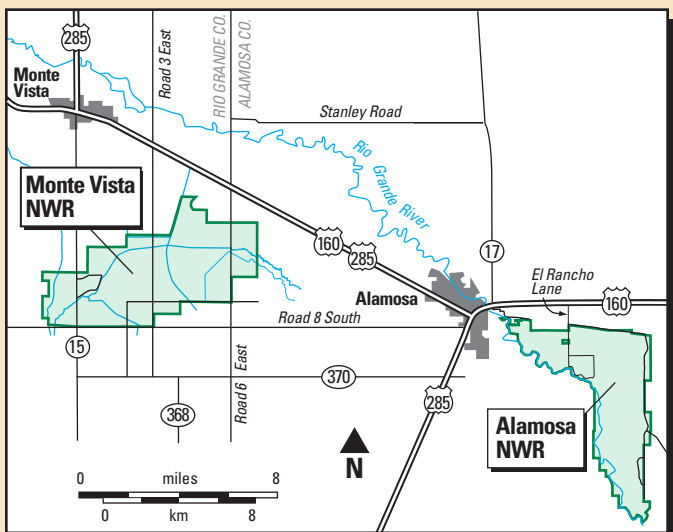 285
Monte
Vista
Road 3 East
RIO GRANDE CO.
ALAMOSA CO.
Stanley Road
Rio
Grande
River
Monte Vista
NWR
160
285
17
El Rancho
Lane
160
Alamosa
Road 8 South
15
370
368
Road 6 East
285
Alamosa
NWR
N
0 miles 8
0 km 8